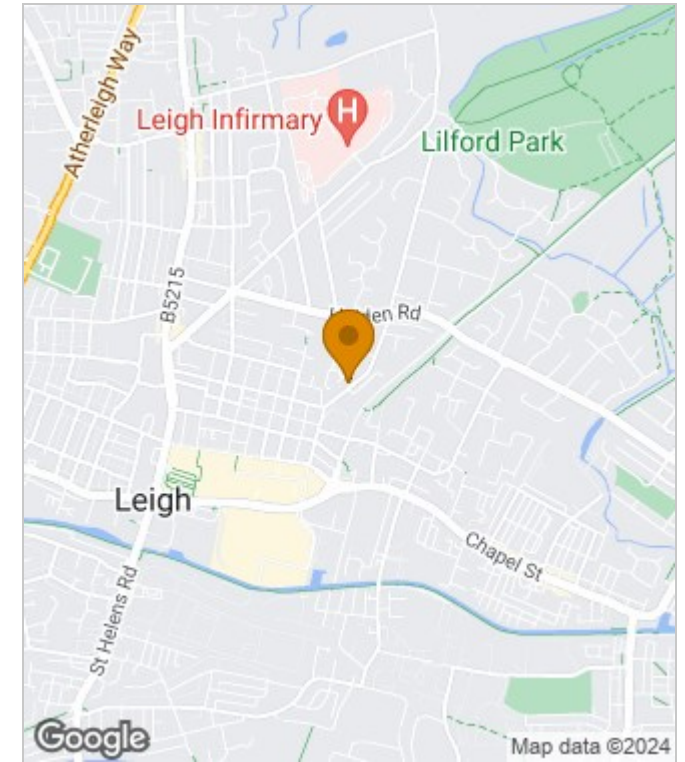 Atherleigh Way
Leigh Infirmary
H
Lilford Park
B5215
Rd
Leigh
Chapel St
St Helens Rd
Google
Map data ©2024